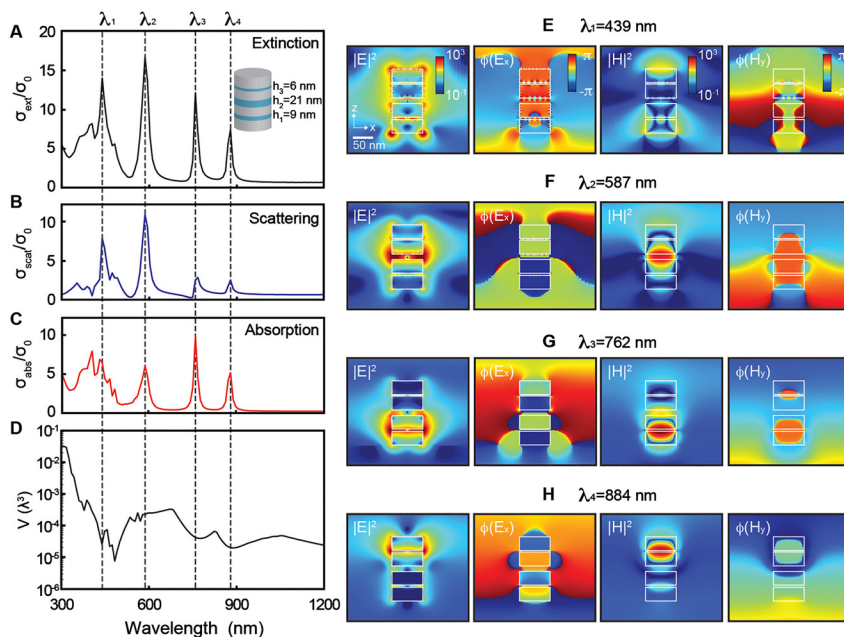 λ₁ λ₂ λ₃ λ₄
A
Extinction
σext/σ0
20
15
10
5
0
h₃=6 nm
h₂=21 nm
h₁=9 nm
B
Scattering
σscat/σ0
10
5
0
C
Absorption
σabs/σ0
10
5
0
D
V (λ³)
10⁻¹
10⁻²
10⁻³
10⁻⁴
10⁻⁵
10⁻⁶
300 600 900 1200
Wavelength (nm)
E λ₁=439 nm
|E|² ϕ(Ex) |H|² ϕ(Hy)
10³ π 10³ π
10⁻¹ -π 10⁻¹ -π
z
x
50 nm
F λ₂=587 nm
|E|² ϕ(Ex) |H|² ϕ(Hy)
G λ₃=762 nm
|E|² ϕ(Ex) |H|² ϕ(Hy)
H λ₄=884 nm
|E|² ϕ(Ex) |H|² ϕ(Hy)